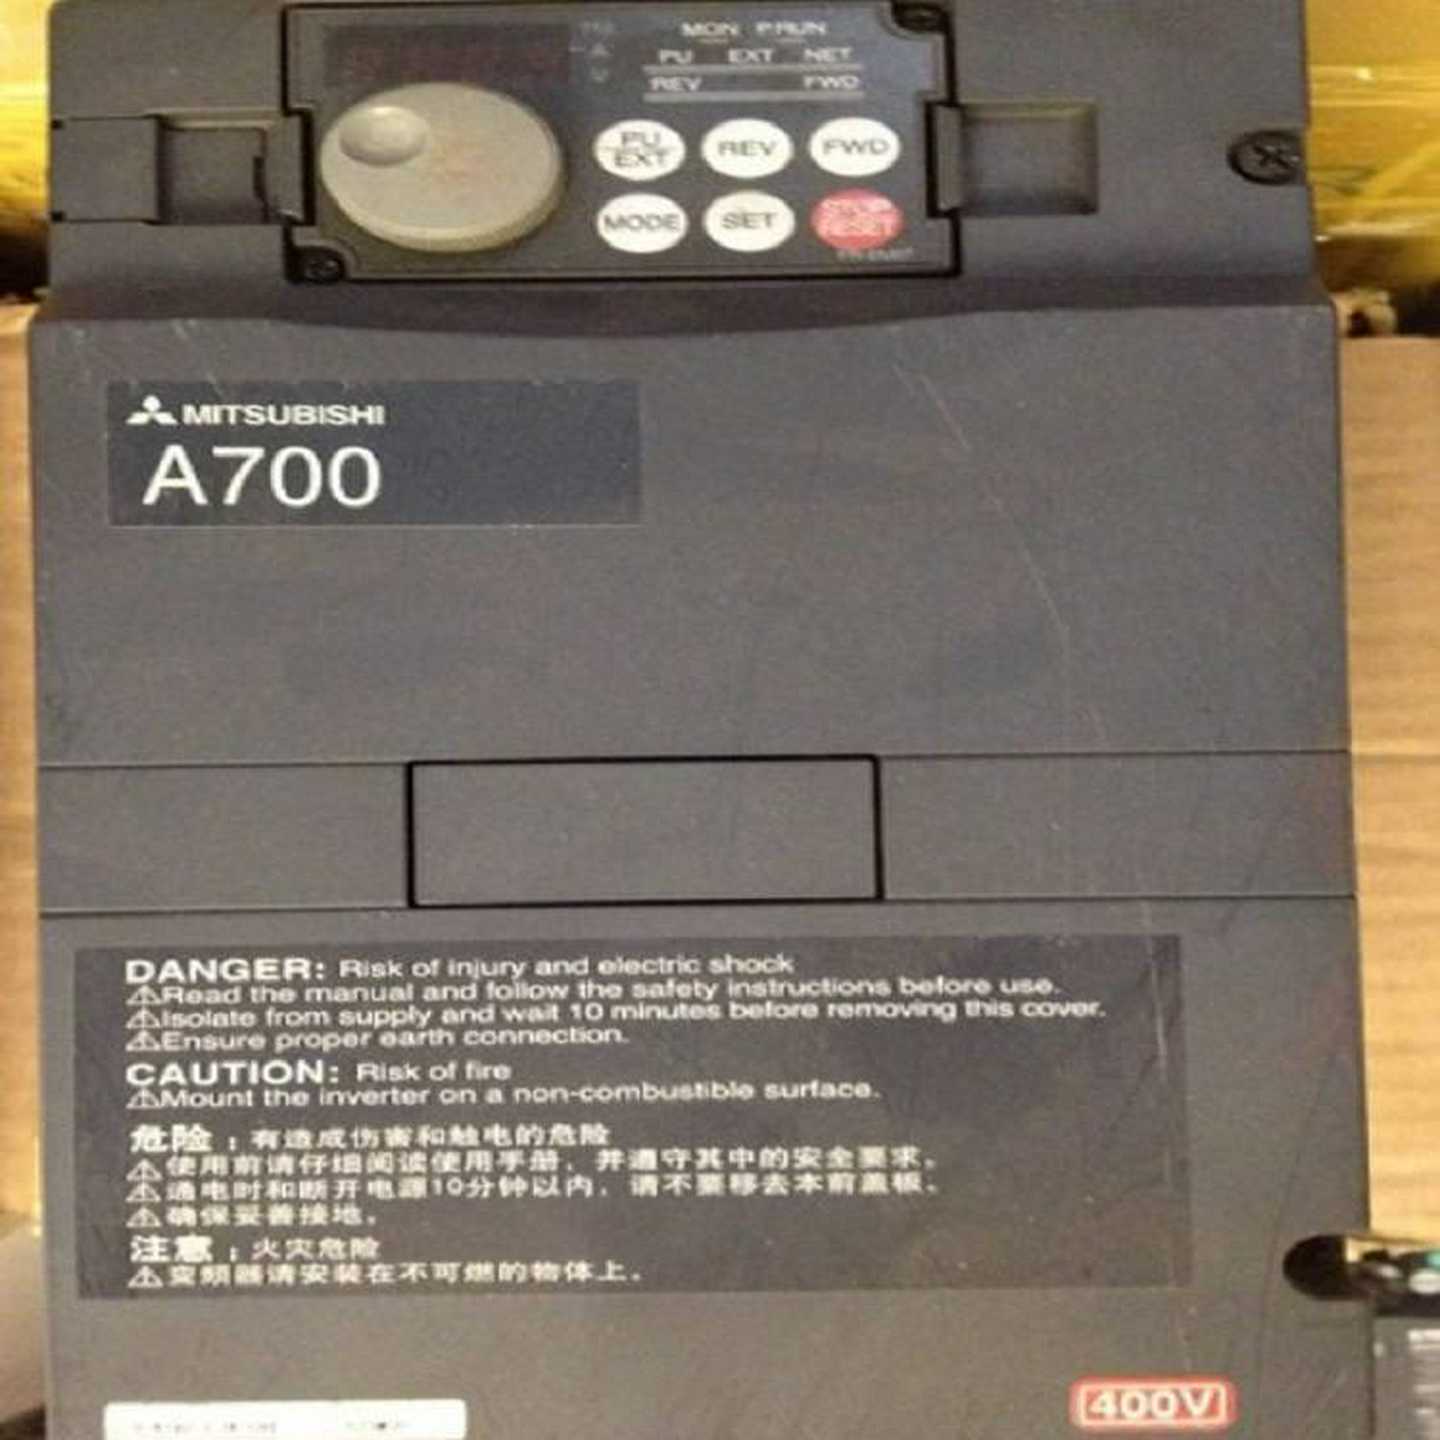 MON P.RUN
PU EXT NET
REV FWD
PU
EXT
REV
FWD
MODE
SET
STOP
RESET
MITSUBISHI
A700
DANGER: Risk of injury and electric shock
⚠Read the manual and follow the safety instructions before use.
⚠Isolate from supply and wait 10 minutes before removing this cover.
⚠Ensure proper earth connection.
CAUTION: Risk of fire
⚠Mount the inverter on a non-combustible surface.
危险：有造成伤害和触电的危险
⚠使用前请仔细阅读使用手册，并遵守其中的安全要求。
⚠通电时和断开电源10分钟以内，请不要移去本前盖板。
⚠确保妥善接地。
注意：火灾危险
⚠变频器请安装在不可燃的物体上。
400V